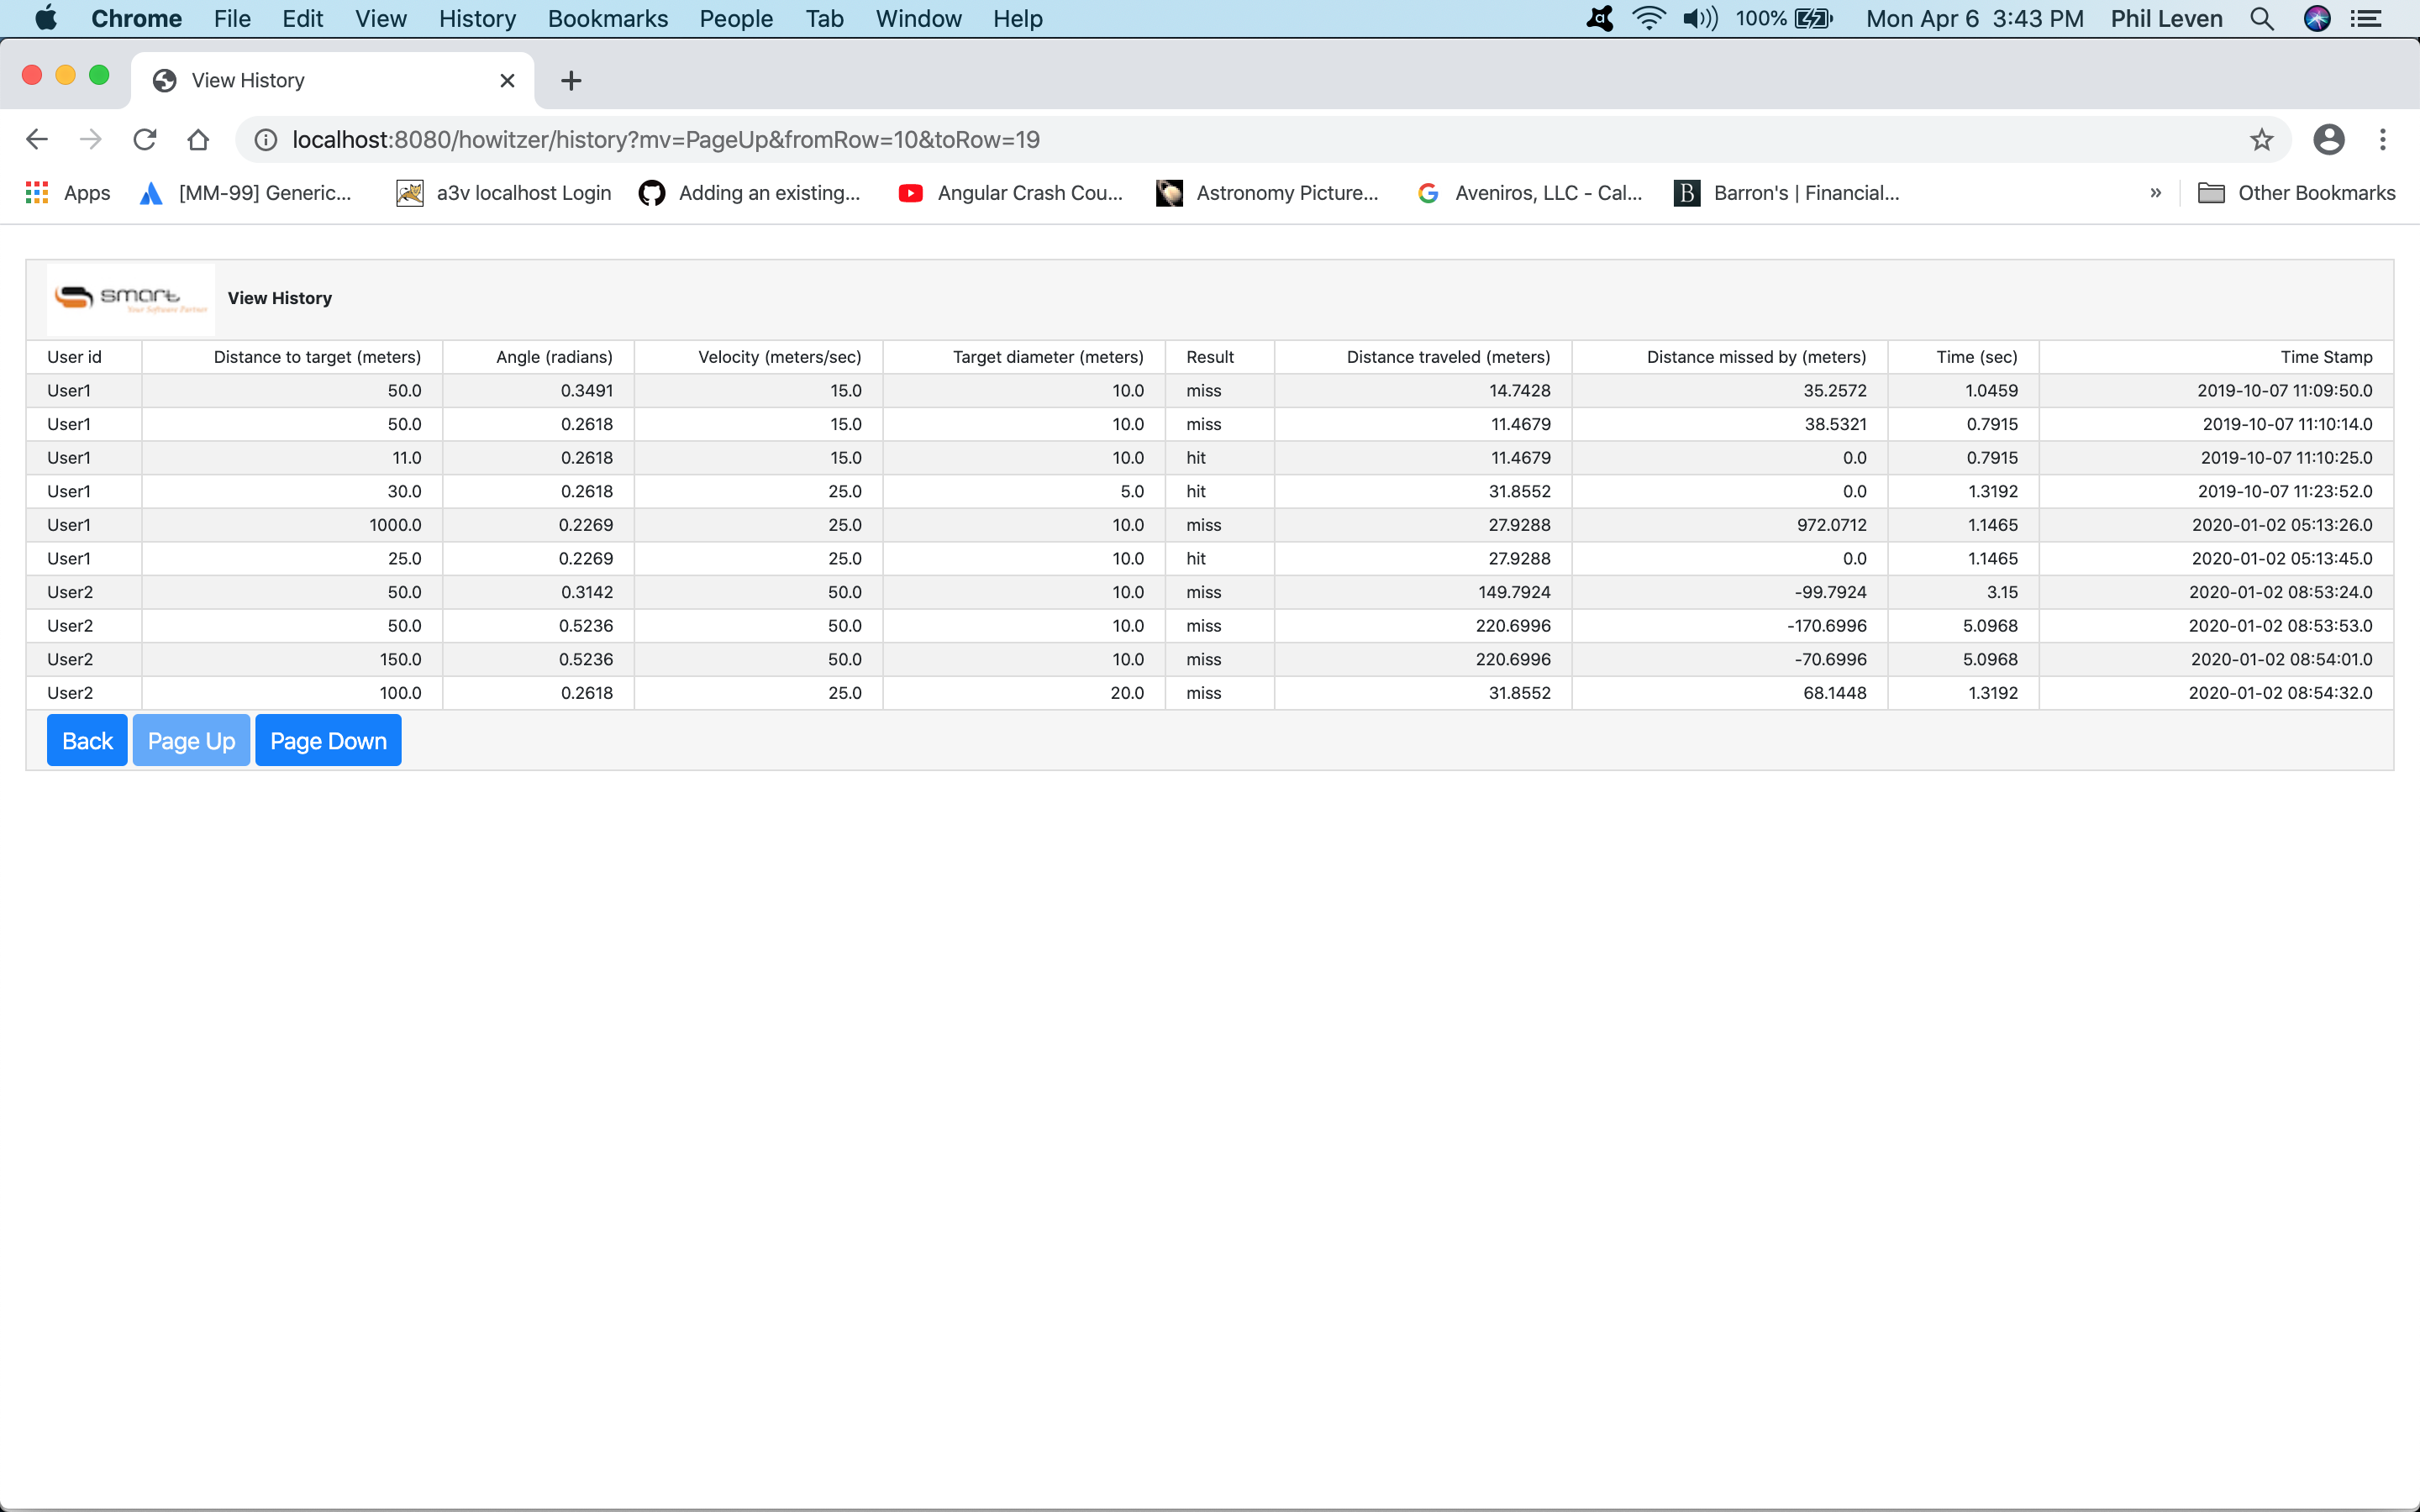 Chrome File Edit View History Bookmarks People Tab Window Help 100% Mon Apr 6 3:43 PM Phil Leven
View History
localhost:8080/howitzer/history?mv=PageUp&fromRow=10&toRow=19
Apps [MM-99] Generic... a3v localhost Login Adding an existing... Angular Crash Cou... Astronomy Picture... Aveniros, LLC - Cal... B Barron's | Financial... » Other Bookmarks
smart View History
Your Software Partner
User id Distance to target (meters) Angle (radians) Velocity (meters/sec) Target diameter (meters) Result Distance traveled (meters) Distance missed by (meters) Time (sec) Time Stamp
User1 50.0 0.3491 15.0 10.0 miss 14.7428 35.2572 1.0459 2019-10-07 11:09:50.0
User1 50.0 0.2618 15.0 10.0 miss 11.4679 38.5321 0.7915 2019-10-07 11:10:14.0
User1 11.0 0.2618 15.0 10.0 hit 11.4679 0.0 0.7915 2019-10-07 11:10:25.0
User1 30.0 0.2618 25.0 5.0 hit 31.8552 0.0 1.3192 2019-10-07 11:23:52.0
User1 1000.0 0.2269 25.0 10.0 miss 27.9288 972.0712 1.1465 2020-01-02 05:13:26.0
User1 25.0 0.2269 25.0 10.0 hit 27.9288 0.0 1.1465 2020-01-02 05:13:45.0
User2 50.0 0.3142 50.0 10.0 miss 149.7924 -99.7924 3.15 2020-01-02 08:53:24.0
User2 50.0 0.5236 50.0 10.0 miss 220.6996 -170.6996 5.0968 2020-01-02 08:53:53.0
User2 150.0 0.5236 50.0 10.0 miss 220.6996 -70.6996 5.0968 2020-01-02 08:54:01.0
User2 100.0 0.2618 25.0 20.0 miss 31.8552 68.1448 1.3192 2020-01-02 08:54:32.0
Back Page Up Page Down